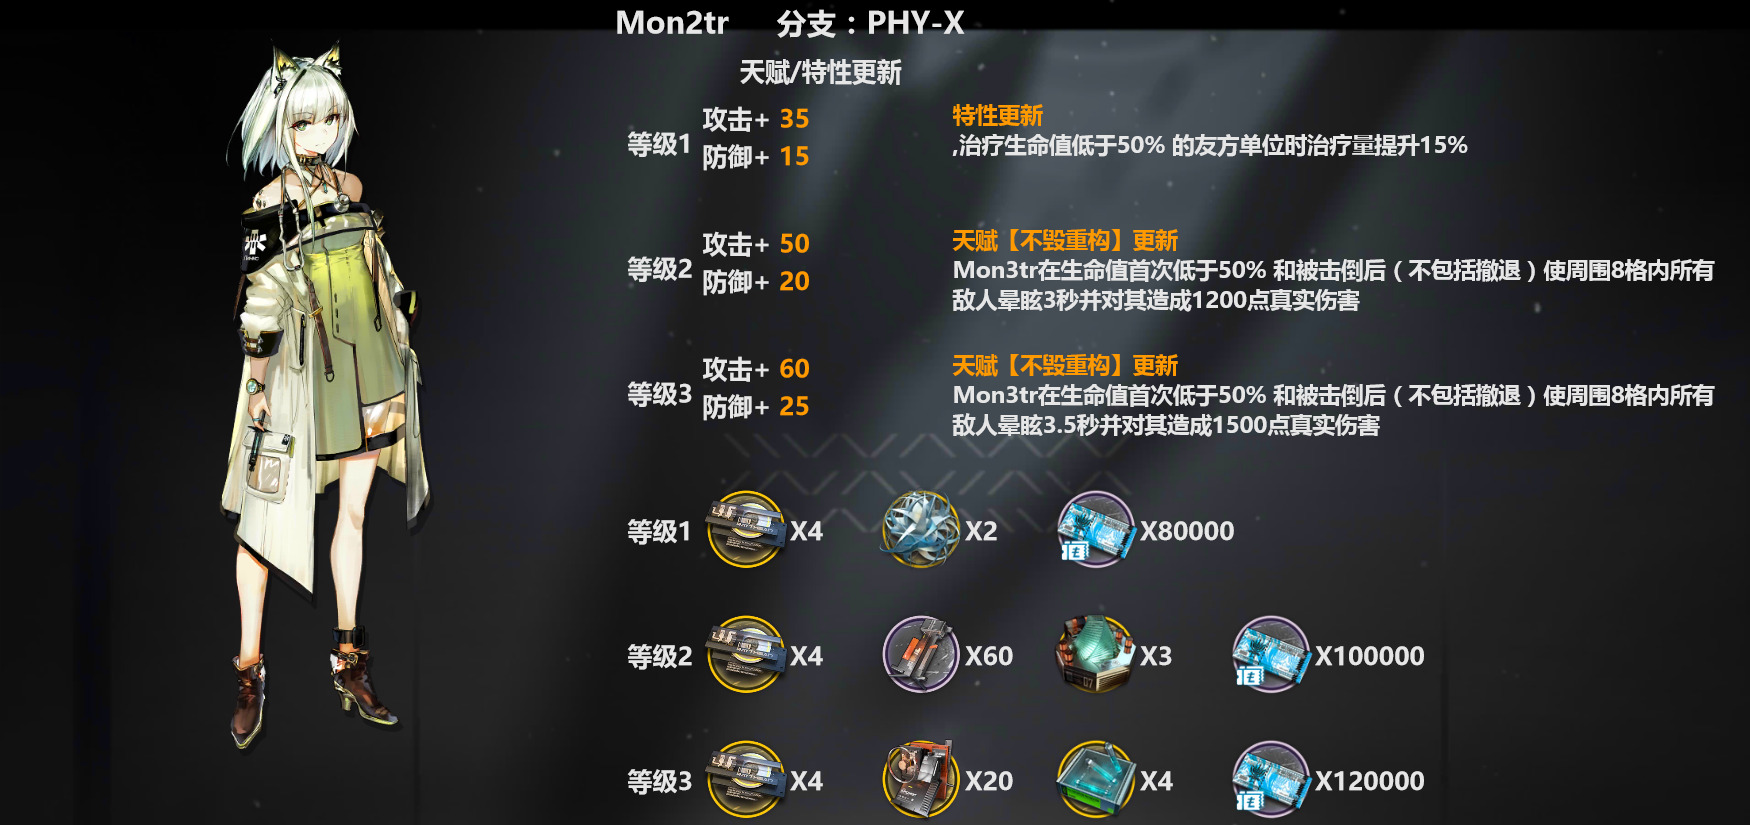 Mon2tr 分支：PHY-X
天赋/特性更新
等级1
攻击+ 35
防御+ 15
特性更新
,治疗生命值低于50% 的友方单位时治疗量提升15%
等级2
攻击+ 50
防御+ 20
天赋【不毁重构】更新
Mon3tr在生命值首次低于50% 和被击倒后（不包括撤退）使周围8格内所有
敌人晕眩3秒并对其造成1200点真实伤害
等级3
攻击+ 60
防御+ 25
天赋【不毁重构】更新
Mon3tr在生命值首次低于50% 和被击倒后（不包括撤退）使周围8格内所有
敌人晕眩3.5秒并对其造成1500点真实伤害
等级1 X4 X2 X80000
等级2 X4 X60 X3 X100000
等级3 X4 X20 X4 X120000